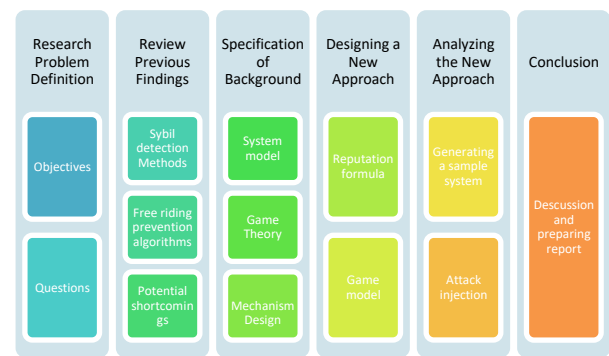 Research
Problem
Definition
Objectives
Questions
Review
Previous
Findings
Sybil
detection
Methods
Free riding
prevention
algorithms
Potential
shortcomin
gs
Specification
of
Background
System
model
Game
Theory
Mechanism
Design
Designing a
New
Approach
Reputation
formula
Game
model
Analyzing
the New
Approach
Generating
a sample
system
Attack
injection
Conclusion
Descussion
and
preparing
report